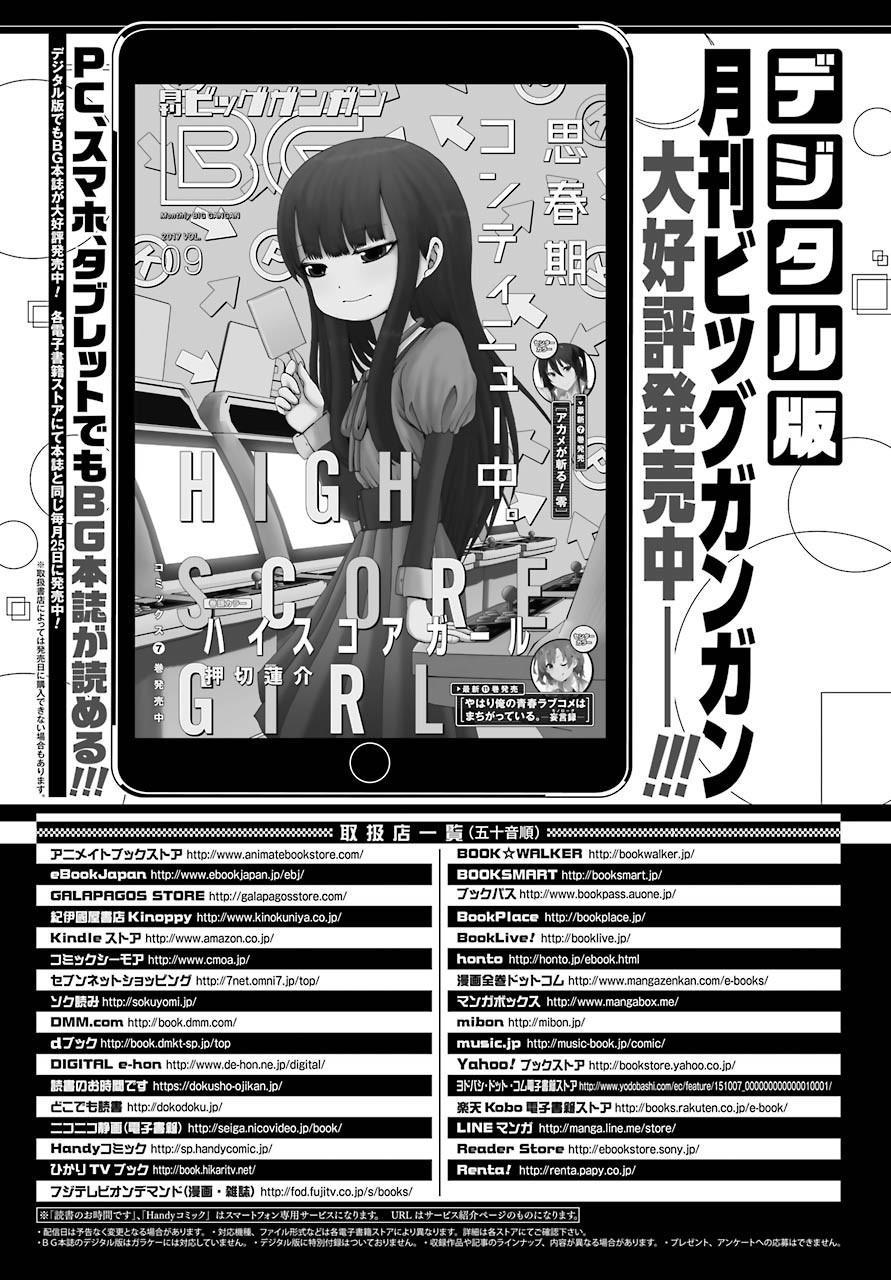 デジタル版
月刊ビッグガンガン
大好評発売中――!!!
月刊ビッグガンガン
BG
Monthly BIG GANGAN
2017 VOL.
09
思春期
コンティニュー中。
センターカラー
▼最新⑦巻発売
[アカメが斬る!零]
HIGH
SCORE
GIRL
巻頭カラー
ハイスコアガール
押切蓮介
コミックス⑦巻発売中
センターカラー
▶最新⑪巻発売
やはり俺の青春ラブコメは
まちがっている。―妄言録―
モノローグ
PC、スマホ、タブレットでもBG本誌が読める!!!
デジタル版でもBG本誌が大好評発売中! 各電子書籍ストアにて本誌と同じ毎月25日に発売中!
※取扱書店によっては発売日に購入できない場合もあります。
取扱店一覧(五十音順)
アニメイトブックストア http://www.animatebookstore.com/
eBookJapan http://www.ebookjapan.jp/ebj/
GALAPAGOS STORE http://galapagosstore.com/
紀伊國屋書店 Kinoppy http://www.kinokuniya.co.jp/
Kindle ストア http://www.amazon.co.jp/
コミックシーモア http://www.cmoa.jp/
セブンネットショッピング http://7net.omni7.jp/top/
ソク読み http://sokuyomi.jp/
DMM.com http://book.dmm.com/
dブック http://book.dmkt-sp.jp/top
DIGITAL e-hon http://www.de-hon.ne.jp/digital/
読書のお時間です https://dokusho-ojikan.jp/
どこでも読書 http://dokodoku.jp/
ニコニコ静画(電子書籍) http://seiga.nicovideo.jp/book/
Handyコミック http://sp.handycomic.jp/
ひかりTVブック http://book.hikaritv.net/
フジテレビオンデマンド(漫画・雑誌) http://fod.fujitv.co.jp/s/books/
BOOK☆WALKER http://bookwalker.jp/
BOOKSMART http://booksmart.jp/
ブックパス http://www.bookpass.auone.jp/
BookPlace http://bookplace.jp/
BookLive! http://booklive.jp/
honto http://honto.jp/ebook.html
漫画全巻ドットコム http://www.mangazenkan.com/e-books/
マンガボックス http://www.mangabox.me/
mibon http://mibon.jp/
music.jp http://music-book.jp/comic/
Yahoo! ブックストア http://bookstore.yahoo.co.jp/
ヨドバシ・ドット・コム電子書籍ストア http://www.yodobashi.com/ec/feature/151007_000000000000010001/
楽天 Kobo 電子書籍ストア http://books.rakuten.co.jp/e-book/
LINE マンガ http://manga.line.me/store/
Reader Store http://ebookstore.sony.jp/
Renta! http://renta.papy.co.jp/
※「読書のお時間です」、「Handyコミック」はスマートフォン専用サービスになります。 URLはサービス紹介ページのものになります。
・配信日は予告なく変更となる場合があります。・対応機種、ファイル形式などは各電子書籍ストアにより異なります。詳細は各ストアにてご確認下さい。
・BG本誌のデジタル版はガラケーには対応していません。・デジタル版に特別付録はついておりません。・収録作品や記事のラインナップ、内容が異なる場合があります。・プレゼント、アンケートへの応募はできません。